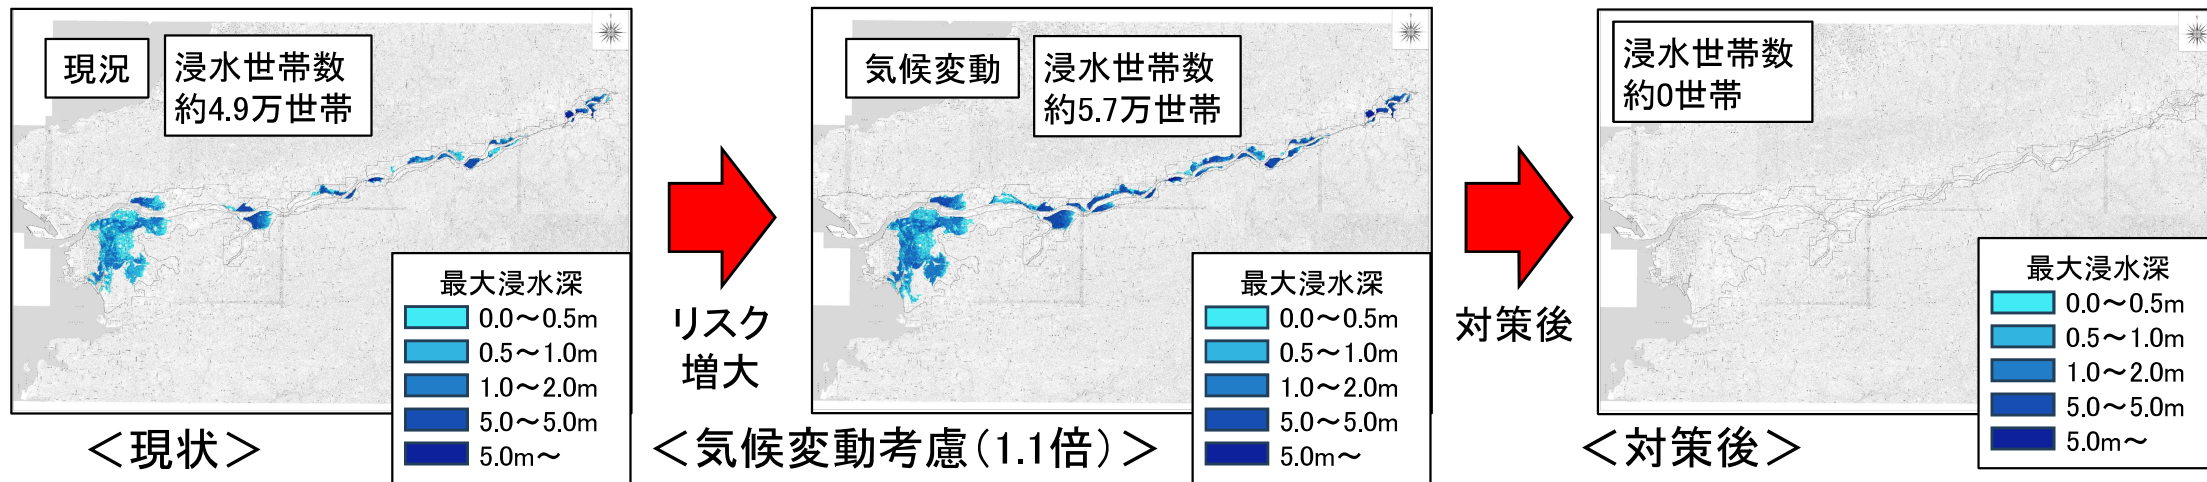 現況
浸水世帯数
約4.9万世帯
最大浸水深
0.0～0.5m
0.5～1.0m
1.0～2.0m
5.0～5.0m
5.0m～
＜現状＞
リスク
増大
気候変動
浸水世帯数
約5.7万世帯
最大浸水深
0.0～0.5m
0.5～1.0m
1.0～2.0m
5.0～5.0m
5.0m～
＜気候変動考慮（1.1倍）＞
対策後
浸水世帯数
約0世帯
最大浸水深
0.0～0.5m
0.5～1.0m
1.0～2.0m
5.0～5.0m
5.0m～
＜対策後＞